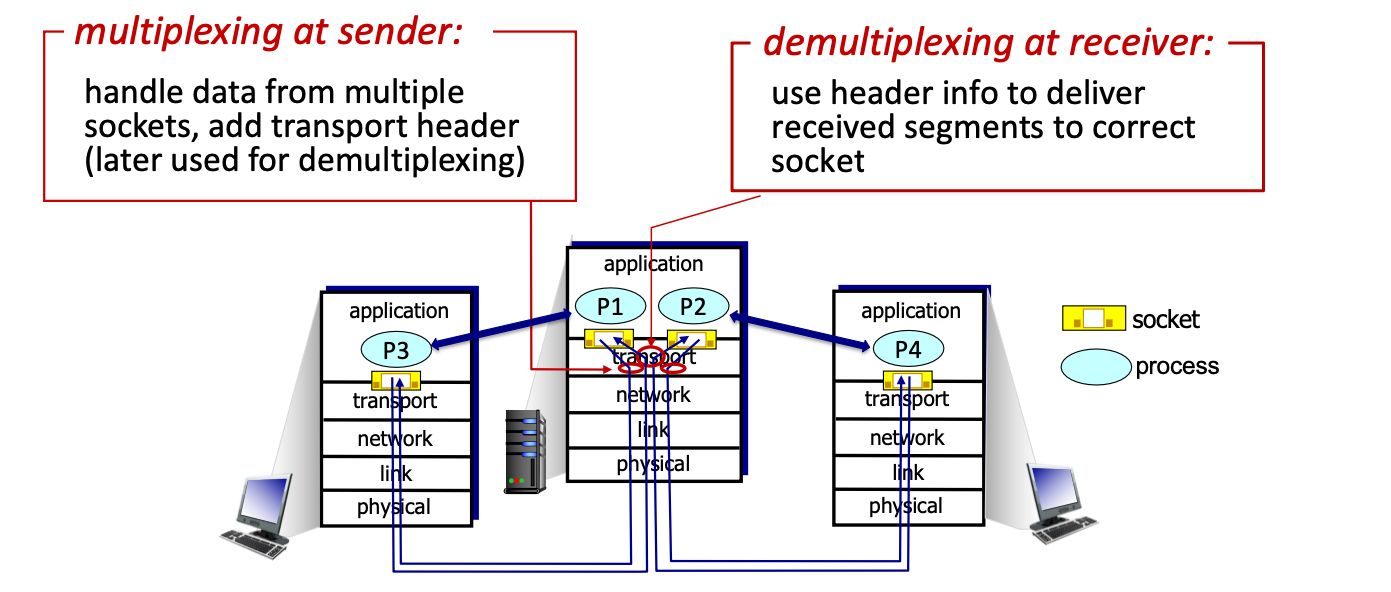 multiplexing at sender:
handle data from multiple
sockets, add transport header
(later used for demultiplexing)
demultiplexing at receiver:
use header info to deliver
received segments to correct
socket
application
P3
transport
network
link
physical
application
P1 P2
transport
network
link
physical
application
P4
transport
network
link
physical
socket
process